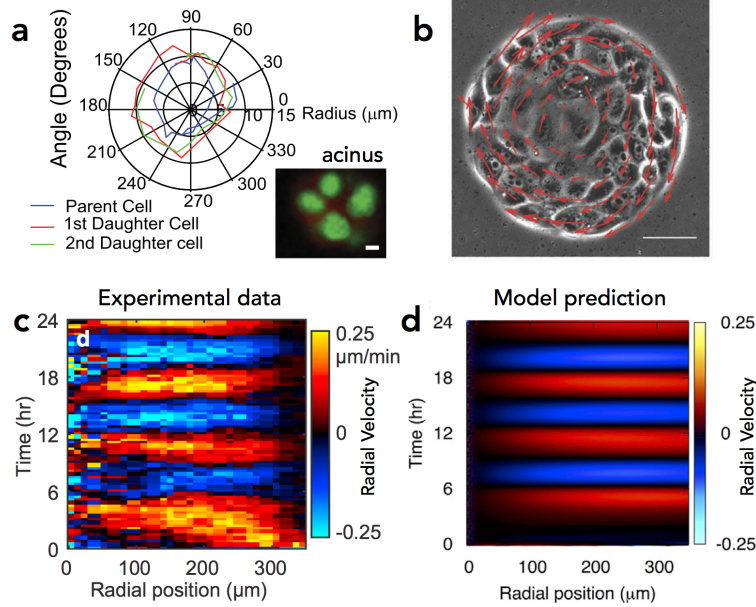 a
Angle (Degrees)
90
120
60
150
30
180
0
10
15
Radius (µm)
210
330
240
300
270
acinus
Parent Cell
1st Daughter Cell
2nd Daughter cell
b
c
Experimental data
d
24
18
12
6
0
Time (hr)
0
100
200
300
Radial position (µm)
0.25
µm/min
0
-0.25
Radial Velocity
d
Model prediction
24
18
12
6
0
Time (hr)
0
100
200
300
Radial position (µm)
0.25
0
-0.25
Radial Velocity